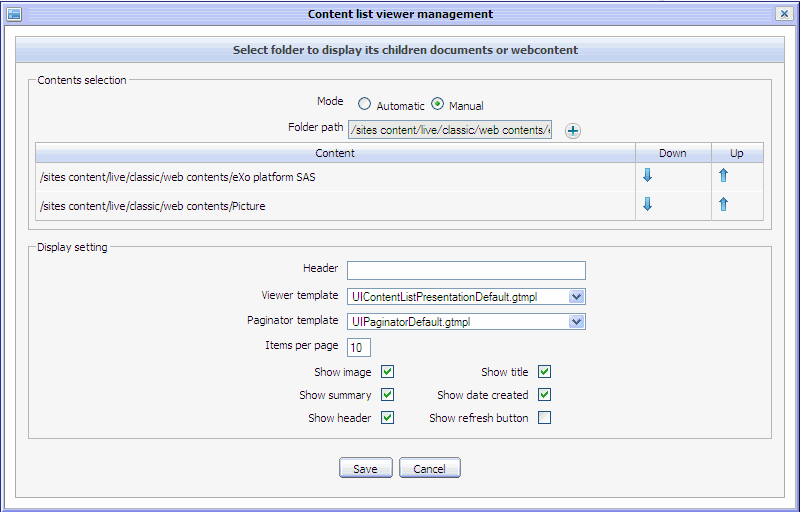 Content list viewer management
Select folder to display its children documents or webcontent
Contents selection
Mode Automatic Manual
Folder path /sites content/live/classic/web contents/e
Content Down Up
/sites content/live/classic/web contents/eXo platform SAS
/sites content/live/classic/web contents/Picture
Display setting
Header
Viewer template UIContentListPresentationDefault.gtmpl
Paginator template UIPaginatorDefault.gtmpl
Items per page 10
Show image Show title
Show summary Show date created
Show header Show refresh button
Save Cancel